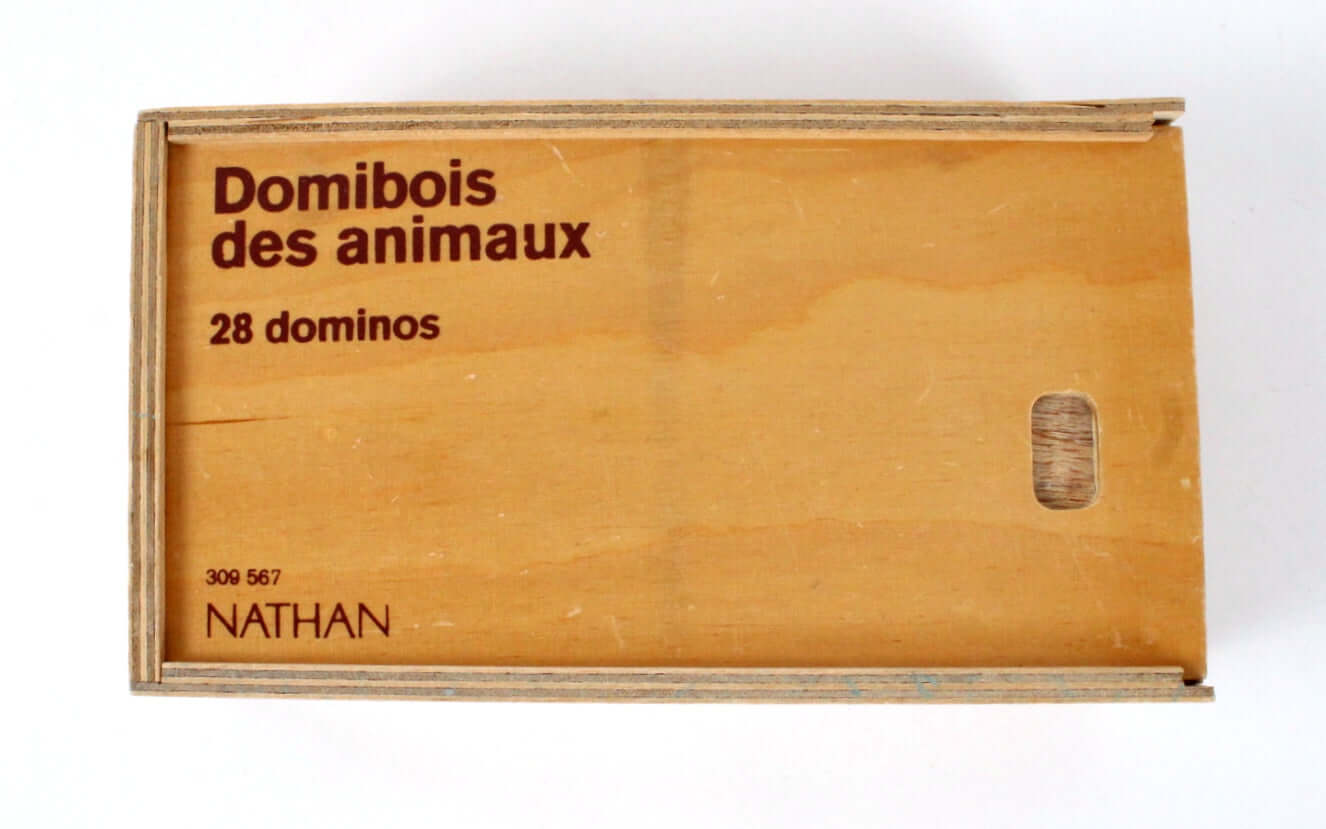 Domibois
des animaux
28 dominos
309 567
NATHAN